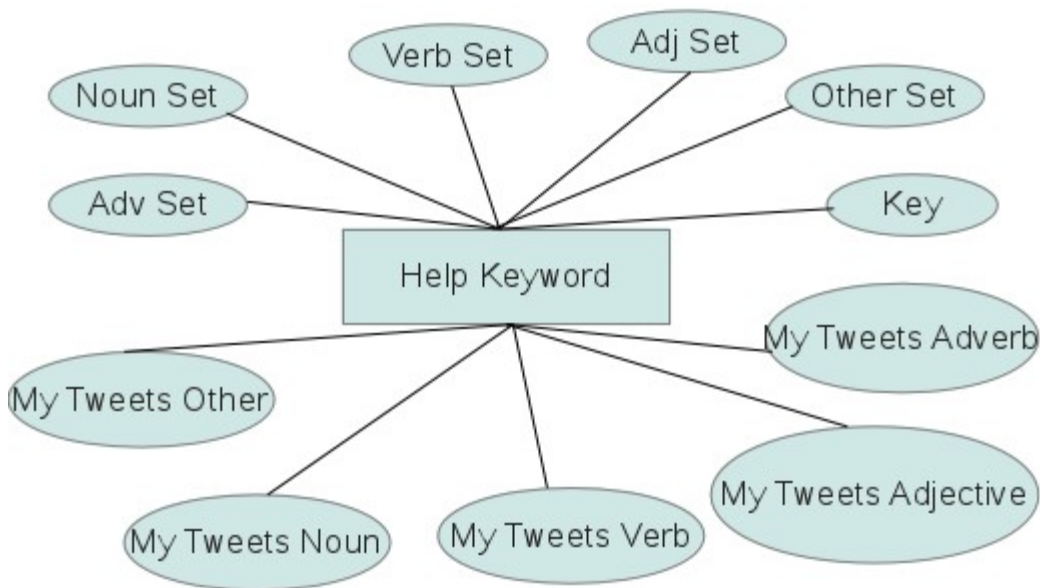 Adj Set
Verb Set
Noun Set
Other Set
Adv Set
Key
Help Keyword
My Tweets Adverb
My Tweets Other
My Tweets Adjective
My Tweets Noun
My Tweets Verb